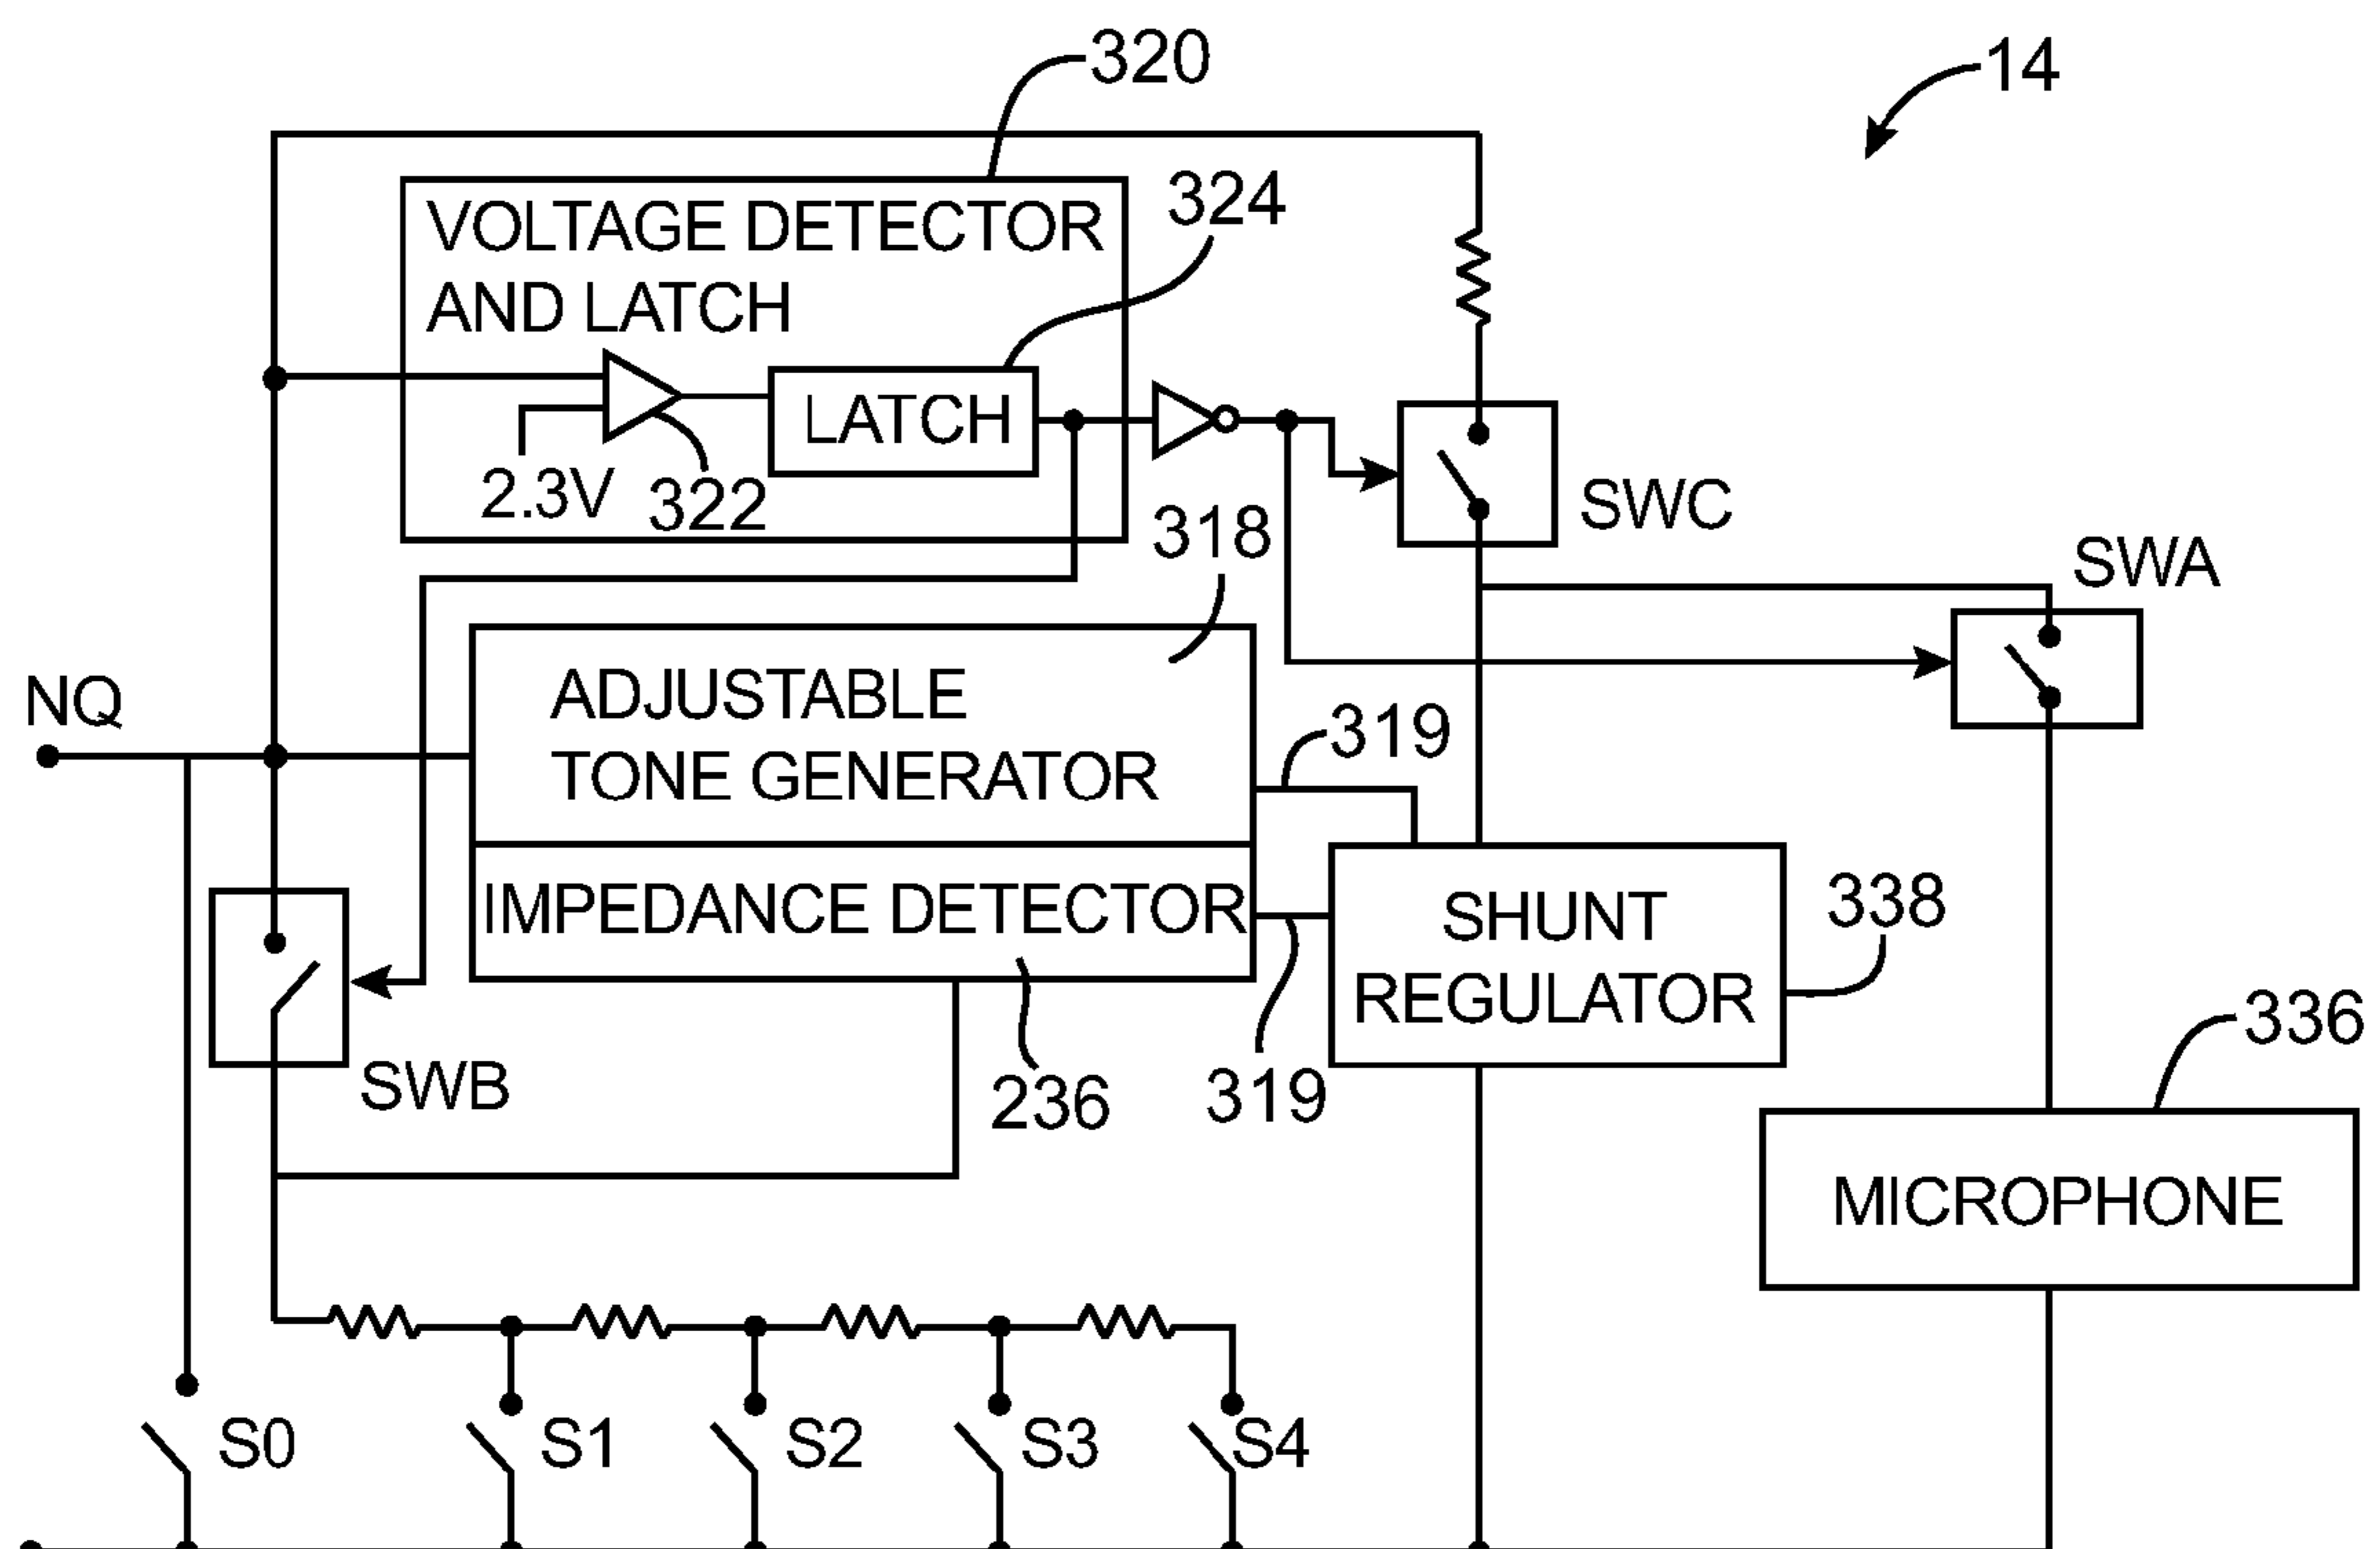 320
14
VOLTAGE DETECTOR
AND LATCH
324
LATCH
2.3V
322
318
SWC
SWA
NQ
ADJUSTABLE
TONE GENERATOR
319
IMPEDANCE DETECTOR
SHUNT
REGULATOR
338
336
SWB
236
319
MICROPHONE
S0
S1
S2
S3
S4